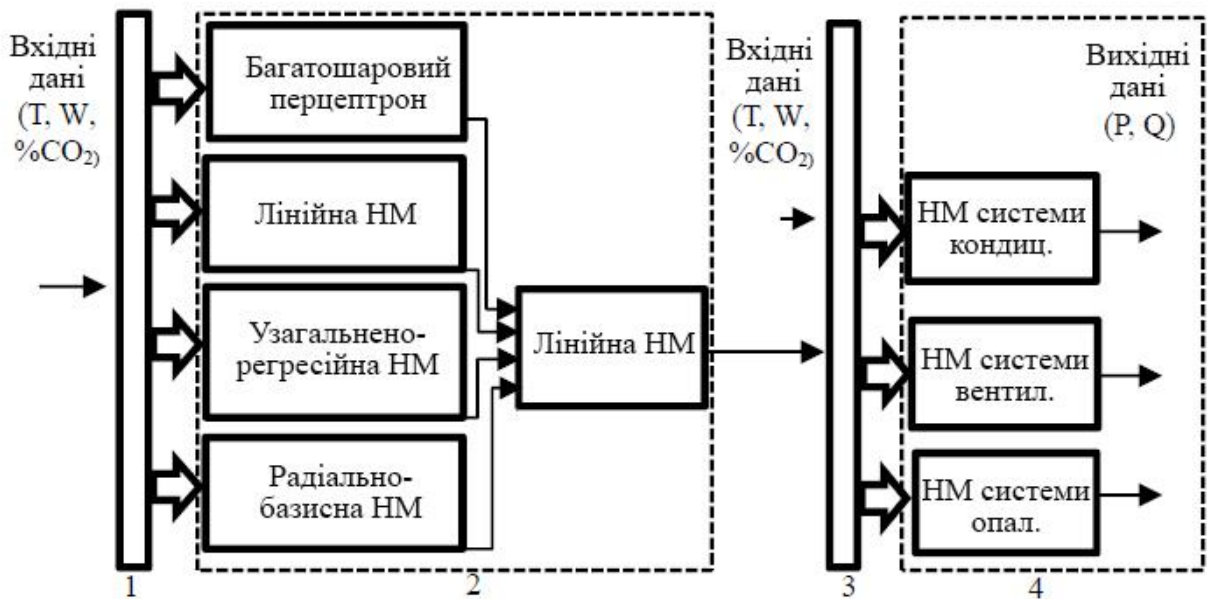 Вхідні
дані
(T, W,
%CO₂)
Багатошаровий
перцептрон
Лінійна НМ
Узагальнено-
регресійна НМ
Радіально-
базисна НМ
Лінійна НМ
Вхідні
дані
(T, W,
%CO₂)
Вихідні
дані
(P, Q)
НМ системи
кондиц.
НМ системи
вентил.
НМ системи
опал.
1
2
3
4